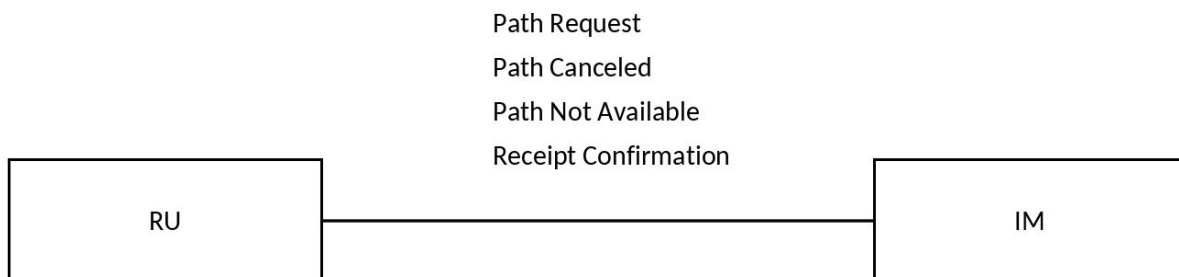 Path Request
Path Canceled
Path Not Available
Receipt Confirmation
RU
IM